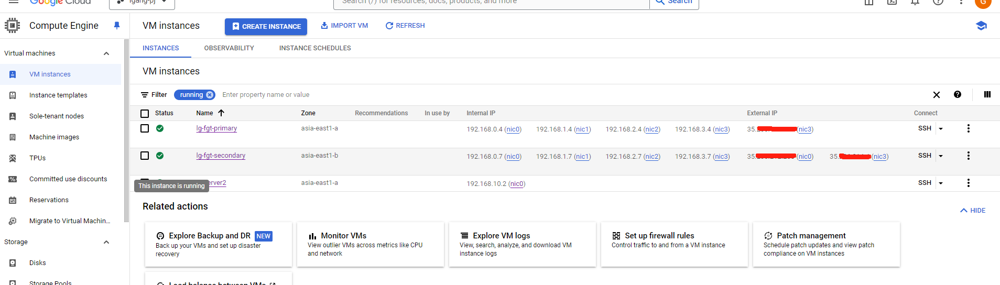 Google Cloud
lgang-pj
Search (/) for resources, docs, products, and more
Search
G
Compute Engine
VM instances
CREATE INSTANCE
IMPORT VM
REFRESH
Virtual machines
INSTANCES
OBSERVABILITY
INSTANCE SCHEDULES
VM instances
VM instances
Filter
running
Enter property name or value
Instance templates
Status
Name
Zone
Recommendations
In use by
Internal IP
External IP
Connect
Sole-tenant nodes
lg-fgt-primary
asia-east1-a
192.168.0.4 (nic0)
192.168.1.4 (nic1)
192.168.2.4 (nic2)
192.168.3.4 (nic3)
35. (nic3)
SSH
Machine images
TPUs
lg-fgt-secondary
asia-east1-b
192.168.0.7 (nic0)
192.168.1.7 (nic1)
192.168.2.7 (nic2)
192.168.3.7 (nic3)
35. (nic0)
35. (nic3)
SSH
Committed use discounts
This instance is running
erver2
asia-east1-a
192.168.10.2 (nic0)
SSH
Reservations
Related actions
HIDE
Migrate to Virtual Machin...
Explore Backup and DR NEW
Back up your VMs and set up disaster
recovery
Monitor VMs
View outlier VMs across metrics like CPU
and network
Explore VM logs
View, search, analyze, and download VM
instance logs
Set up firewall rules
Control traffic to and from a VM instance
Patch management
Schedule patch updates and view patch
compliance on VM instances
Storage
Disks
Storage Pools
Load balance between VMs